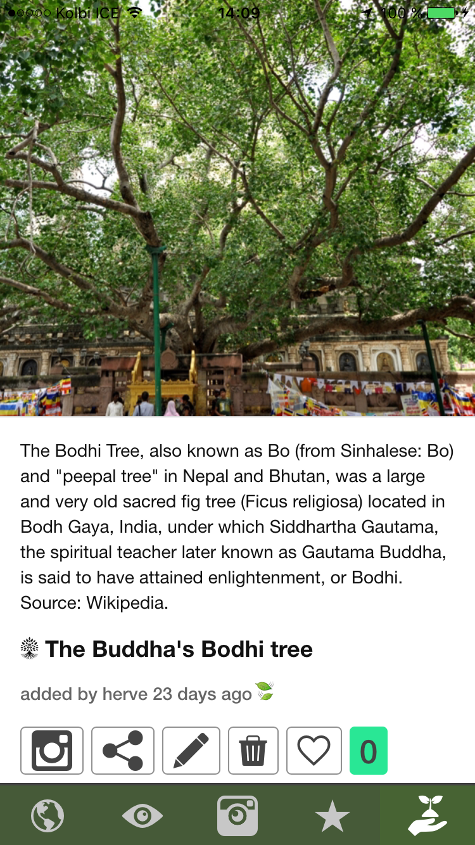 Kolbi ICE 14:09 100 %
The Bodhi Tree, also known as Bo (from Sinhalese: Bo)
and "peepal tree" in Nepal and Bhutan, was a large
and very old sacred fig tree (Ficus religiosa) located in
Bodh Gaya, India, under which Siddhartha Gautama,
the spiritual teacher later known as Gautama Buddha,
is said to have attained enlightenment, or Bodhi.
Source: Wikipedia.
The Buddha's Bodhi tree
added by herve 23 days ago
0